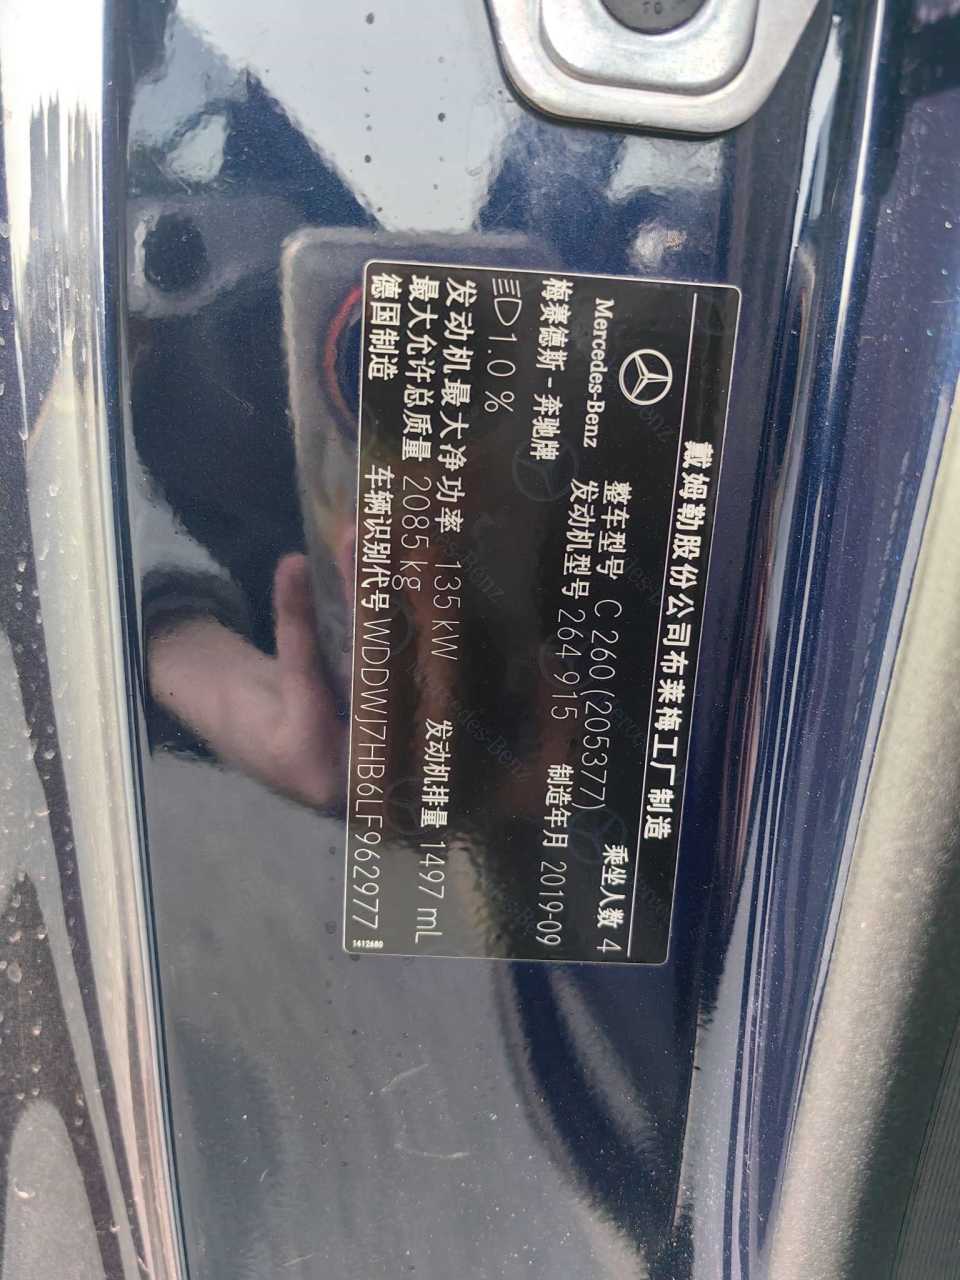 戴姆勒股份公司布莱梅工厂制造
Mercedes-Benz
梅赛德斯-奔驰牌
整车型号 C 260(205377) 乘坐人数 4
发动机型号 264 915 制造年月 2019-09
1.0 %
发动机最大净功率 135 kW 发动机排量 1497 mL
最大允许总质量 2085 kg
德国制造 车辆识别代号 WDDWJ7HB6LF962977
1412680